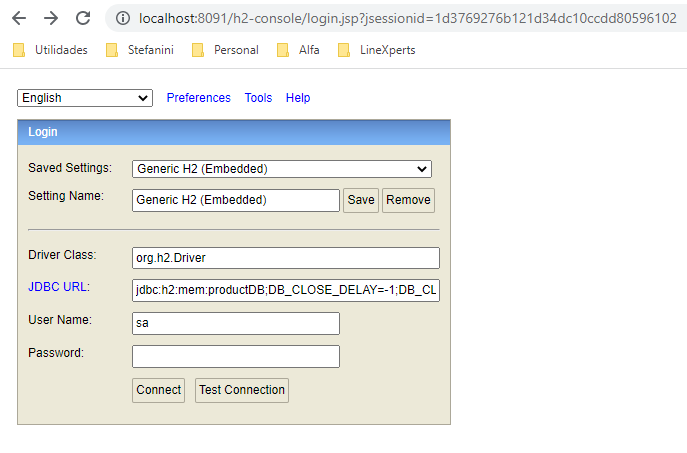 localhost:8091/h2-console/login.jsp?jsessionid=1d3769276b121d34dc10ccdd80596102
Utilidades Stefanini Personal Alfa LineXperts
English Preferences Tools Help
Login
Saved Settings: Generic H2 (Embedded)
Setting Name: Generic H2 (Embedded) Save Remove
Driver Class: org.h2.Driver
JDBC URL: jdbc:h2:mem:productDB;DB_CLOSE_DELAY=-1;DB_CL
User Name: sa
Password:
Connect Test Connection